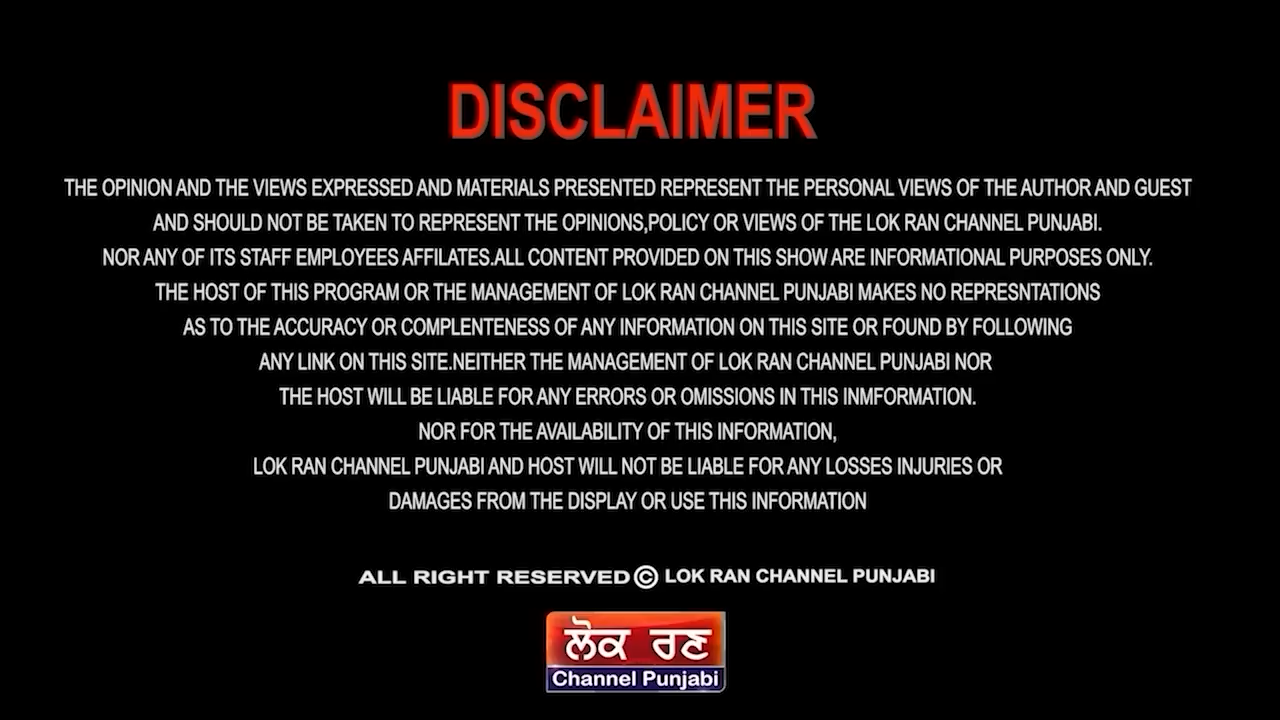 DISCLAIMER
THE OPINION AND THE VIEWS EXPRESSED AND MATERIALS PRESENTED REPRESENT THE PERSONAL VIEWS OF THE AUTHOR AND GUEST
AND SHOULD NOT BE TAKEN TO REPRESENT THE OPINIONS,POLICY OR VIEWS OF THE LOK RAN CHANNEL PUNJABI.
NOR ANY OF ITS STAFF EMPLOYEES AFFILATES.ALL CONTENT PROVIDED ON THIS SHOW ARE INFORMATIONAL PURPOSES ONLY.
THE HOST OF THIS PROGRAM OR THE MANAGEMENT OF LOK RAN CHANNEL PUNJABI MAKES NO REPRESNTATIONS
AS TO THE ACCURACY OR COMPLENTENESS OF ANY INFORMATION ON THIS SITE OR FOUND BY FOLLOWING
ANY LINK ON THIS SITE.NEITHER THE MANAGEMENT OF LOK RAN CHANNEL PUNJABI NOR
THE HOST WILL BE LIABLE FOR ANY ERRORS OR OMISSIONS IN THIS INMFORMATION.
NOR FOR THE AVAILABILITY OF THIS INFORMATION,
LOK RAN CHANNEL PUNJABI AND HOST WILL NOT BE LIABLE FOR ANY LOSSES INJURIES OR
DAMAGES FROM THE DISPLAY OR USE THIS INFORMATION
ALL RIGHT RESERVED © LOK RAN CHANNEL PUNJABI
ਲੋਕ ਰਣ
Channel Punjabi